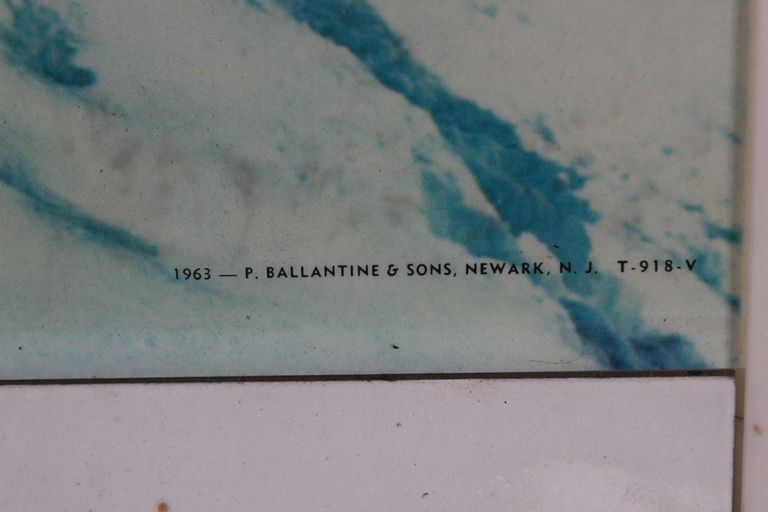 1963 — P. BALLANTINE & SONS, NEWARK, N. J. T-918-V